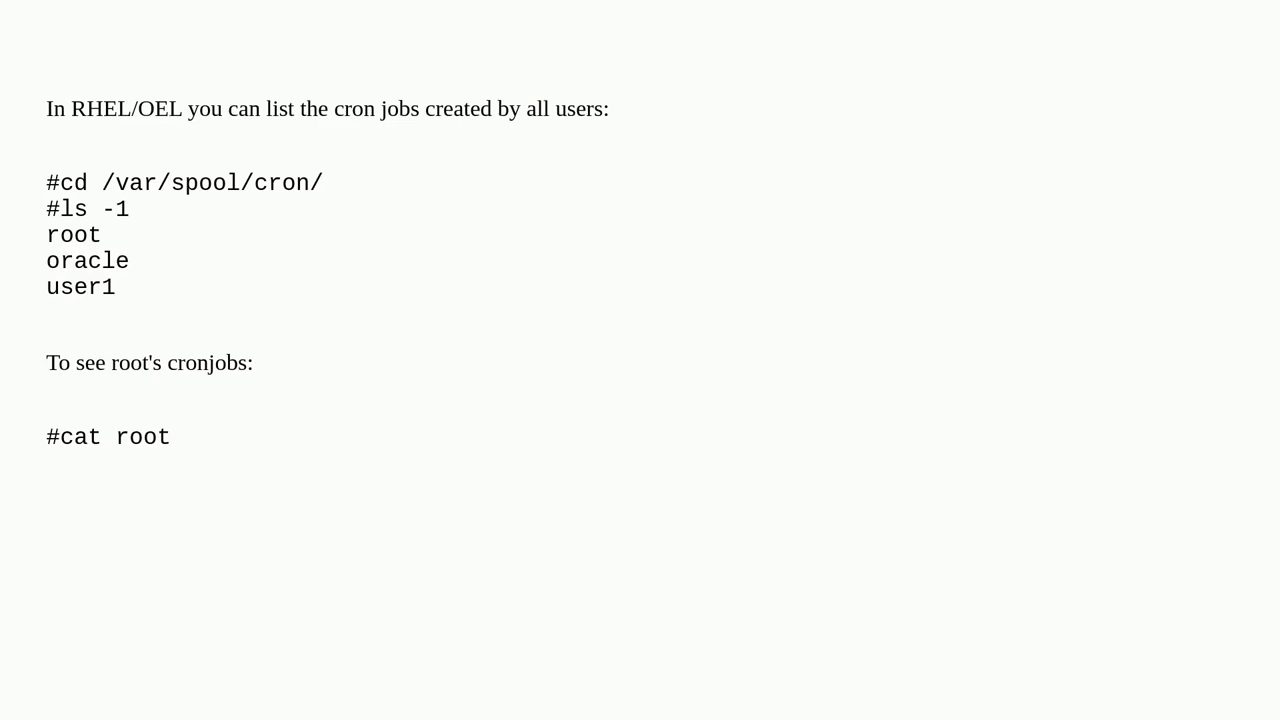 In RHEL/OEL you can list the cron jobs created by all users:
#cd /var/spool/cron/
#ls -1
root
oracle
user1
To see root's cronjobs:
#cat root